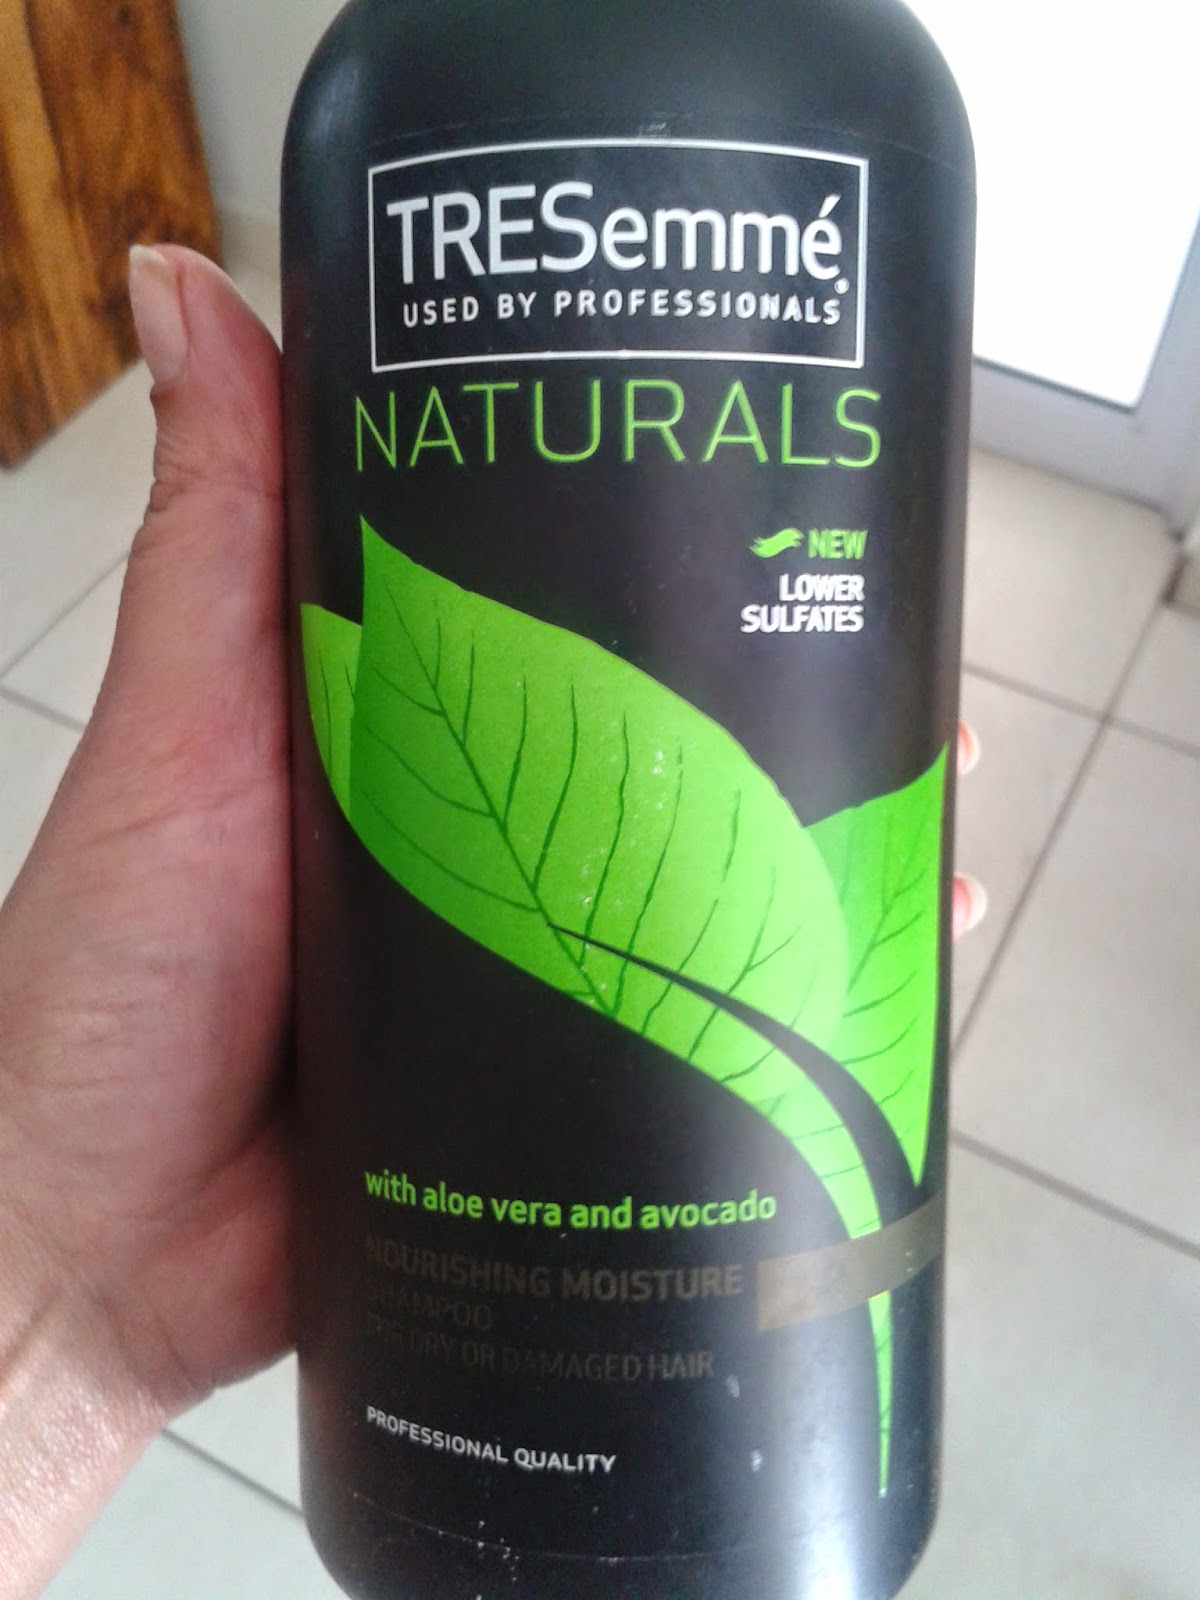 TRESemmé®
USED BY PROFESSIONALS
NATURALS
NEW
LOWER
SULFATES
with aloe vera and avocado
NOURISHING MOISTURE
SHAMPOO
FOR DRY OR DAMAGED HAIR
PROFESSIONAL QUALITY